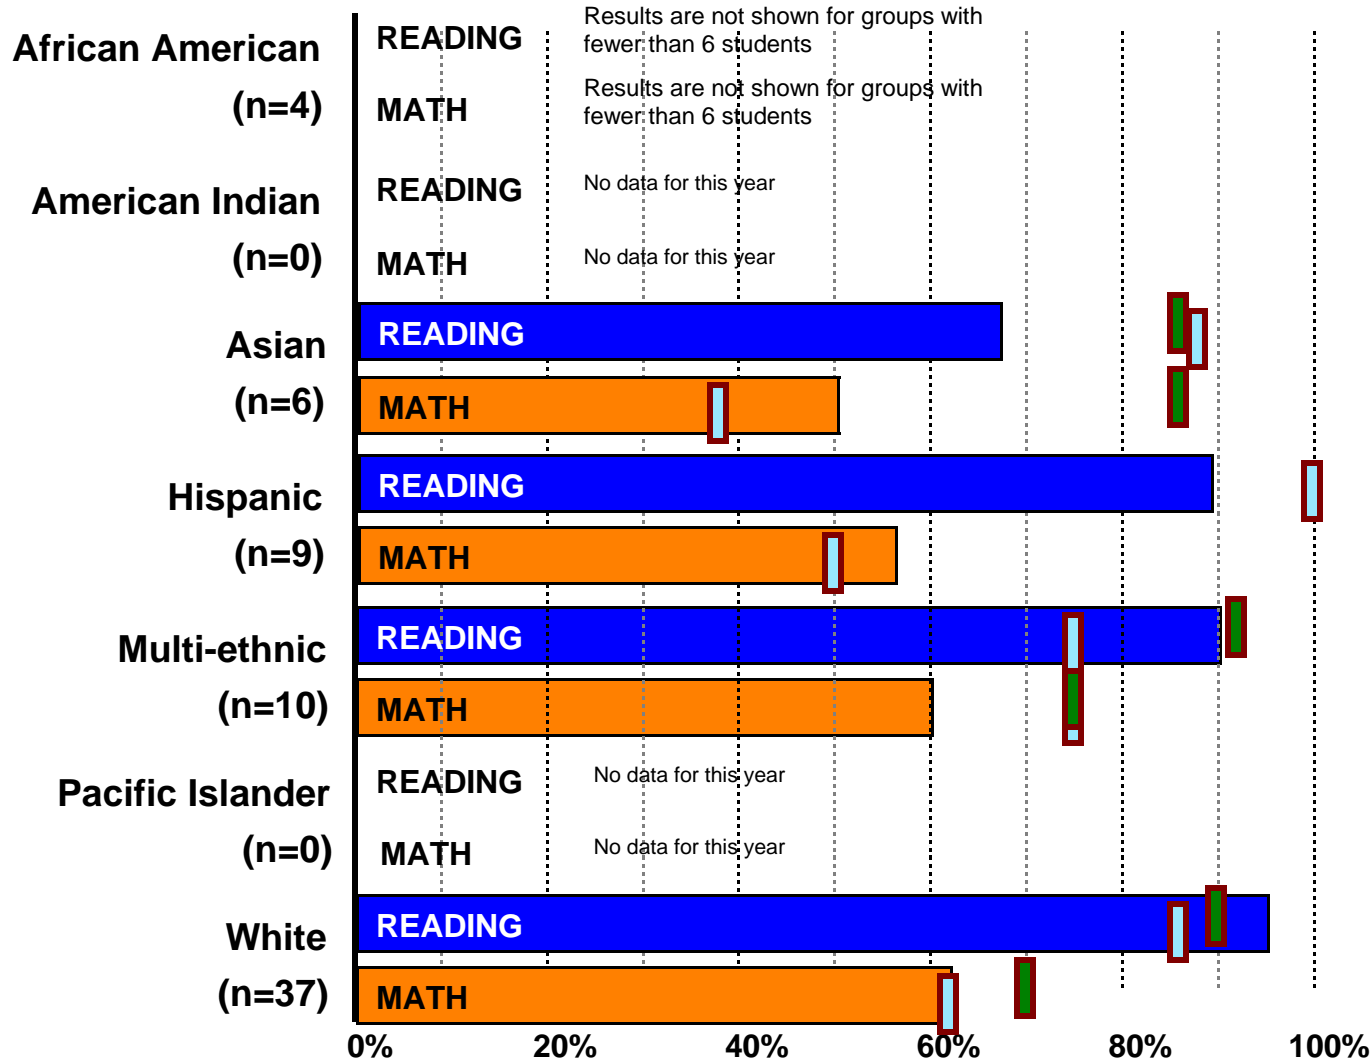 African American
(n=4)
READING
Results are not shown for groups with
fewer than 6 students
MATH
Results are not shown for groups with
fewer than 6 students
American Indian
(n=0)
READING
No data for this year
MATH
No data for this year
Asian
(n=6)
READING
MATH
Hispanic
(n=9)
READING
MATH
Multi-ethnic
(n=10)
READING
MATH
Pacific Islander
(n=0)
READING
No data for this year
MATH
No data for this year
White
(n=37)
READING
MATH
0% 20% 40% 60% 80% 100%